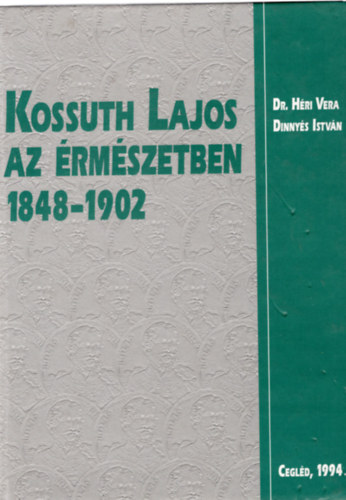 KOSSUTH LAJOS
AZ ÉRMÉSZETBEN
1848-1902
DR. HÉRI VERA
DINNYÉS ISTVÁN
CEGLÉD, 1994.